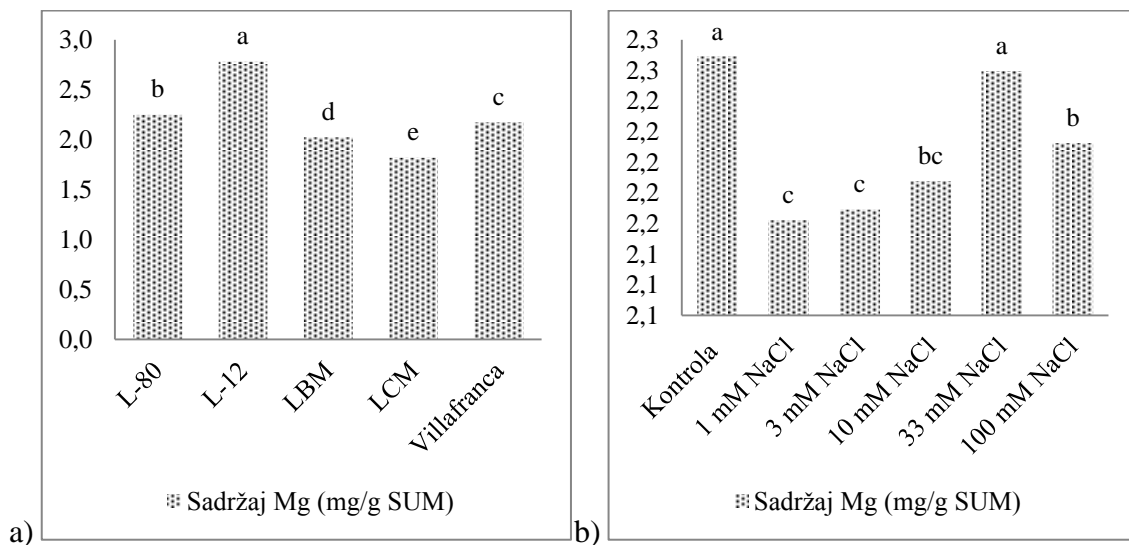 3,0
2,5
2,0
1,5
1,0
0,5
0,0
b
a
d
e
c
L-80
L-12
LBM
LCM
Villafranca
Sadržaj Mg (mg/g SUM)
a)
2,3
2,3
2,2
2,2
2,2
2,2
2,2
2,1
2,1
2,1
a
c
c
bc
a
b
Kontrola
1 mM NaCl
3 mM NaCl
10 mM NaCl
33 mM NaCl
100 mM NaCl
Sadržaj Mg (mg/g SUM)
b)